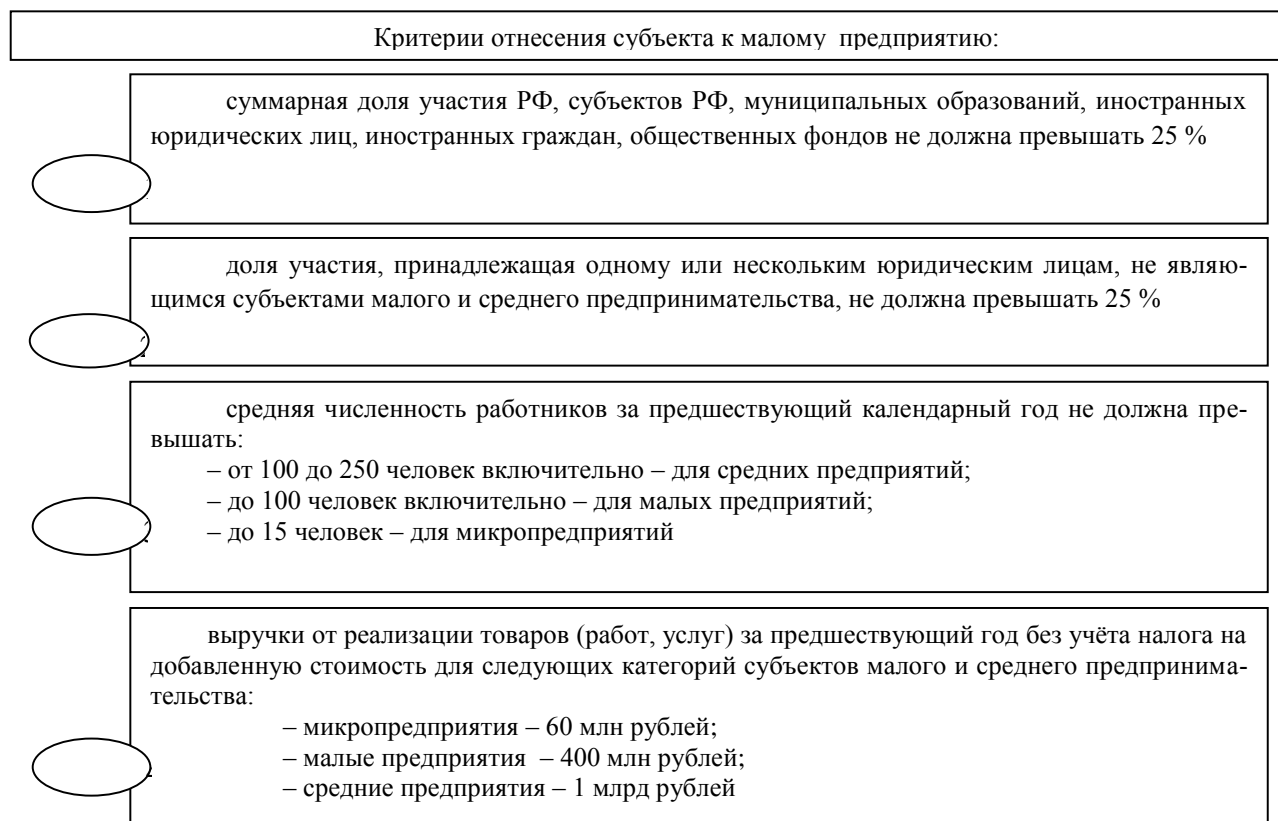 Критерии отнесения субъекта к малому предприятию:
суммарная доля участия РФ, субъектов РФ, муниципальных образований, иностранных
юридических лиц, иностранных граждан, общественных фондов не должна превышать 25 %
доля участия, принадлежащая одному или нескольким юридическим лицам, не являю-
щимся субъектами малого и среднего предпринимательства, не должна превышать 25 %
средняя численность работников за предшествующий календарный год не должна пре-
вышать:
– от 100 до 250 человек включительно – для средних предприятий;
– до 100 человек включительно – для малых предприятий;
– до 15 человек – для микропредприятий
выручки от реализации товаров (работ, услуг) за предшествующий год без учёта налога на
добавленную стоимость для следующих категорий субъектов малого и среднего предпринима-
тельства:
– микропредприятия – 60 млн рублей;
– малые предприятия – 400 млн рублей;
– средние предприятия – 1 млрд рублей